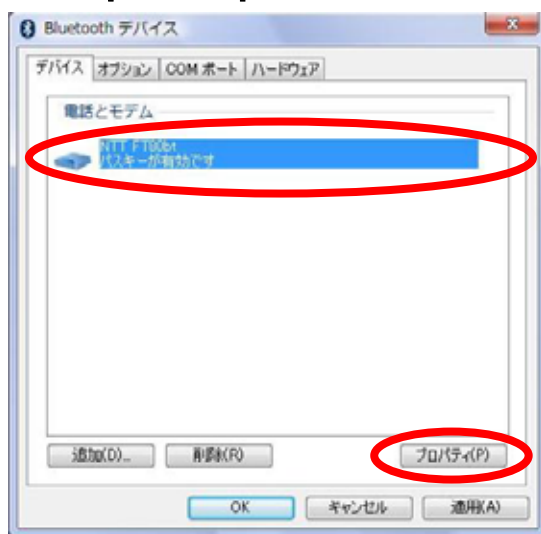 Bluetooth デバイス
デバイス オプション COM ポート ハードウェア
電話とモデム
NTT FT80bt
パスキーが有効です
追加(D)... 削除(R) プロパティ(P)
OK キャンセル 適用(A)